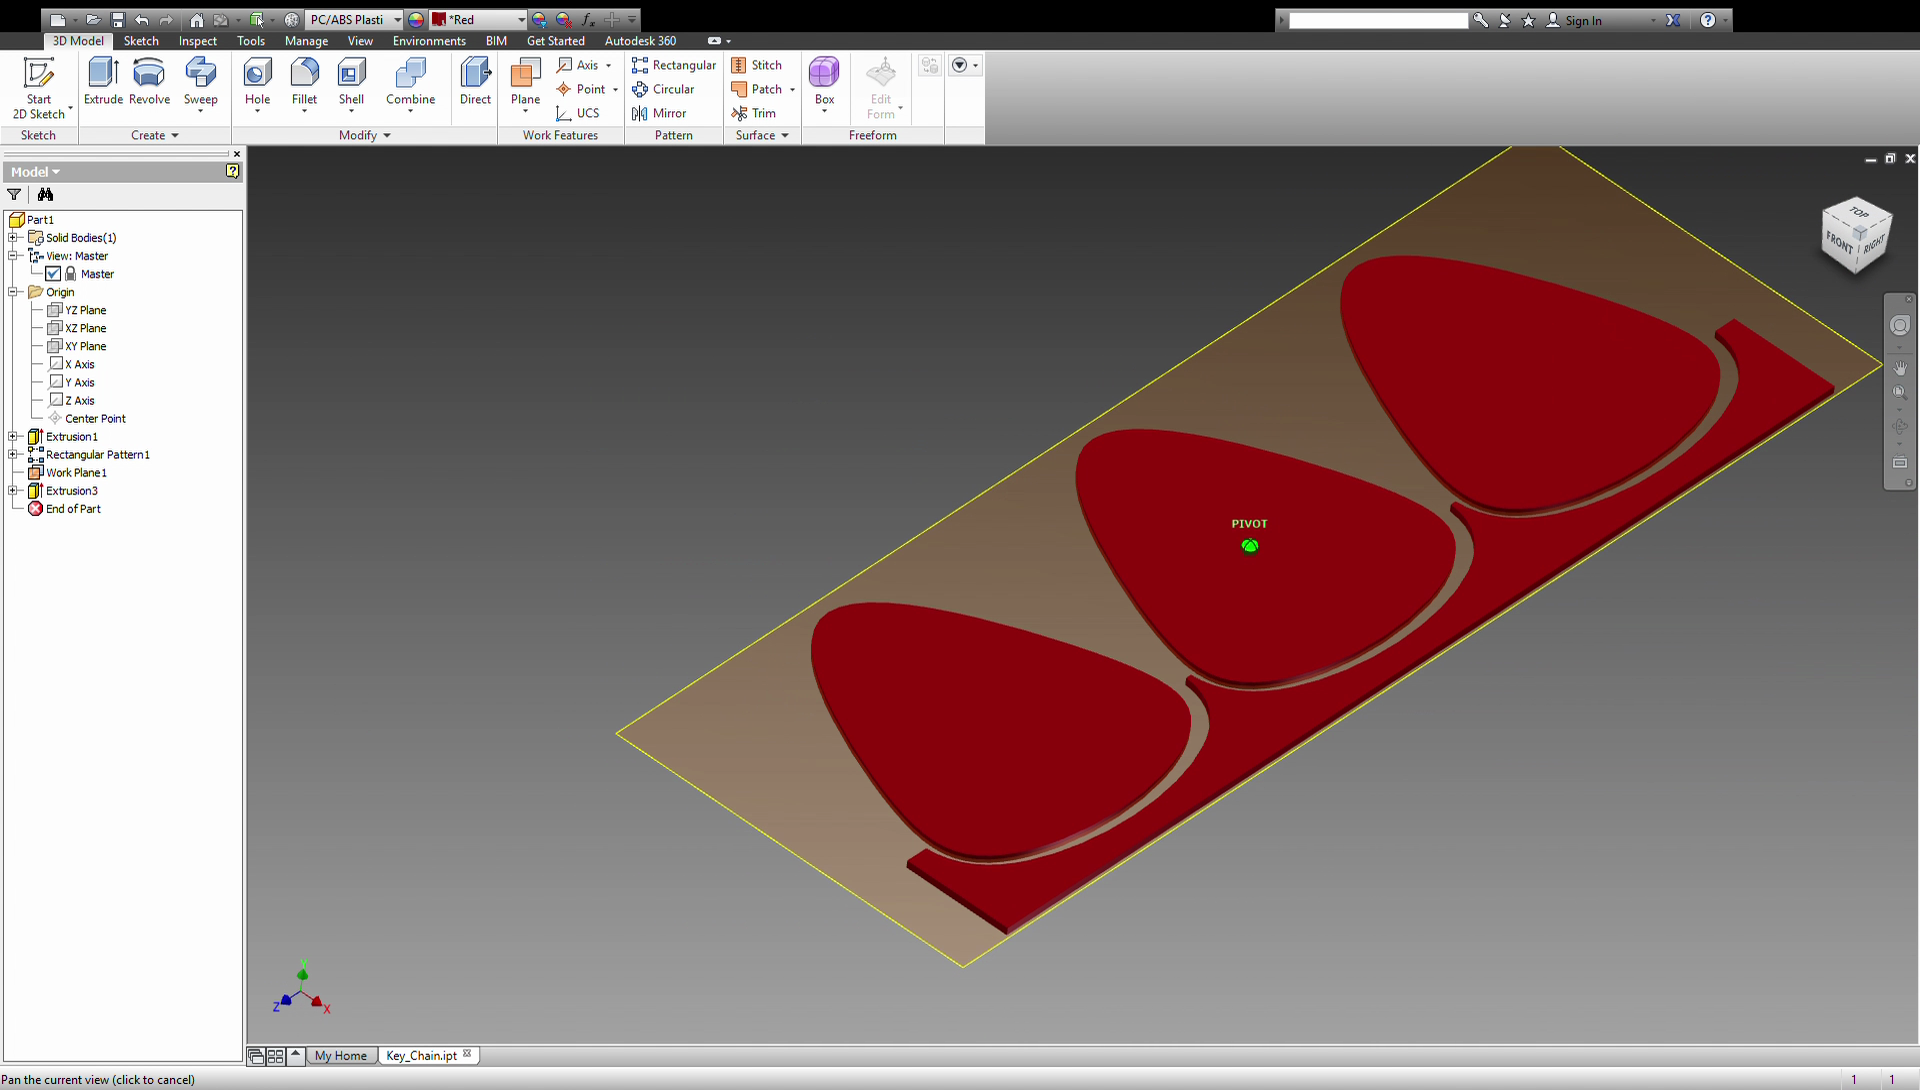 PC/ABS Plasti
*Red
fx
Sign In
3D Model
Sketch
Inspect
Tools
Manage
View
Environments
BIM
Get Started
Autodesk 360
Start
2D Sketch
Extrude
Revolve
Sweep
Hole
Fillet
Shell
Combine
Direct
Plane
Axis
Point
UCS
Rectangular
Circular
Mirror
Stitch
Patch
Trim
Box
Edit
Form
Sketch
Create
Modify
Work Features
Pattern
Surface
Freeform
Model
Part1
Solid Bodies(1)
View: Master
Master
Origin
YZ Plane
XZ Plane
XY Plane
X Axis
Y Axis
Z Axis
Center Point
Extrusion1
Rectangular Pattern1
Work Plane1
Extrusion3
End of Part
TOP
FRONT
RIGHT
PIVOT
Y
Z
X
My Home
Key_Chain.ipt
Pan the current view (click to cancel)
1
1